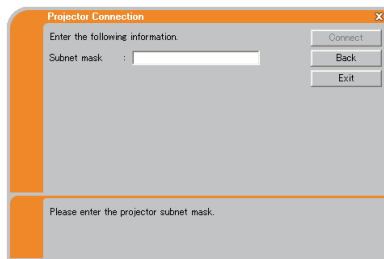 Projector Connection
X
Enter the following information.
Connect
Subnet mask :
Back
Exit
Please enter the projector subnet mask.